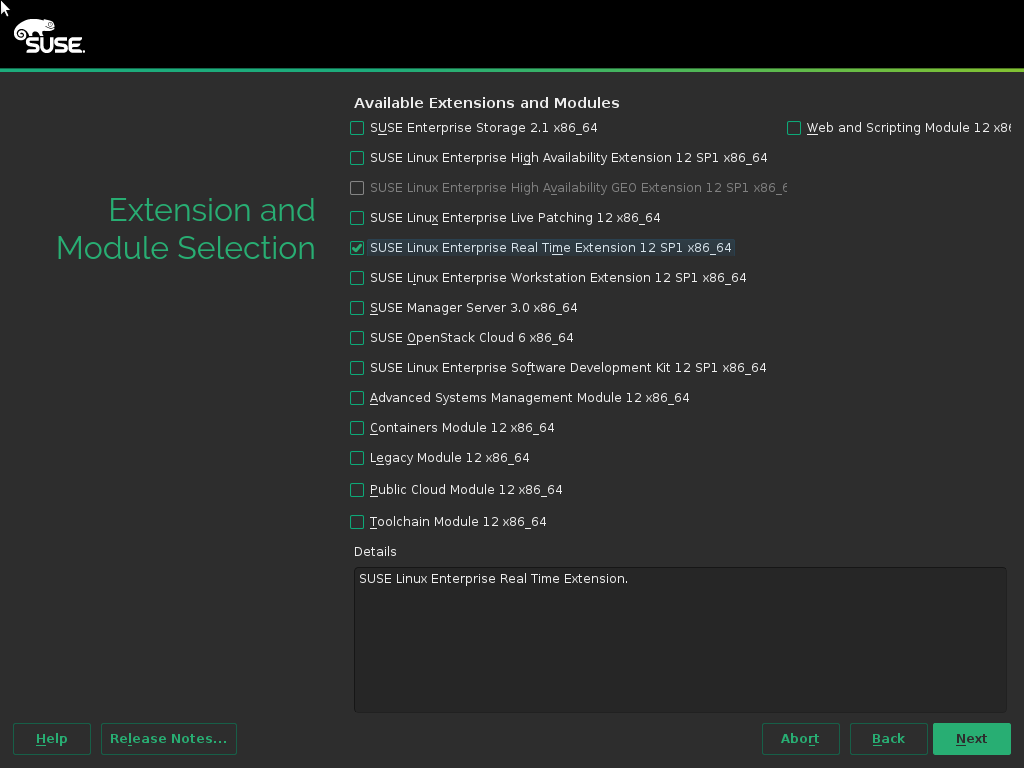 SUSE.
Extension and
Module Selection
Available Extensions and Modules
SUSE Enterprise Storage 2.1 x86_64
SUSE Linux Enterprise High Availability Extension 12 SP1 x86_64
SUSE Linux Enterprise High Availability GEO Extension 12 SP1 x86_6
SUSE Linux Enterprise Live Patching 12 x86_64
SUSE Linux Enterprise Real Time Extension 12 SP1 x86_64
SUSE Linux Enterprise Workstation Extension 12 SP1 x86_64
SUSE Manager Server 3.0 x86_64
SUSE OpenStack Cloud 6 x86_64
SUSE Linux Enterprise Software Development Kit 12 SP1 x86_64
Advanced Systems Management Module 12 x86_64
Containers Module 12 x86_64
Legacy Module 12 x86_64
Public Cloud Module 12 x86_64
Toolchain Module 12 x86_64
Web and Scripting Module 12 x86
Details
SUSE Linux Enterprise Real Time Extension.
Help
Release Notes...
Abort
Back
Next